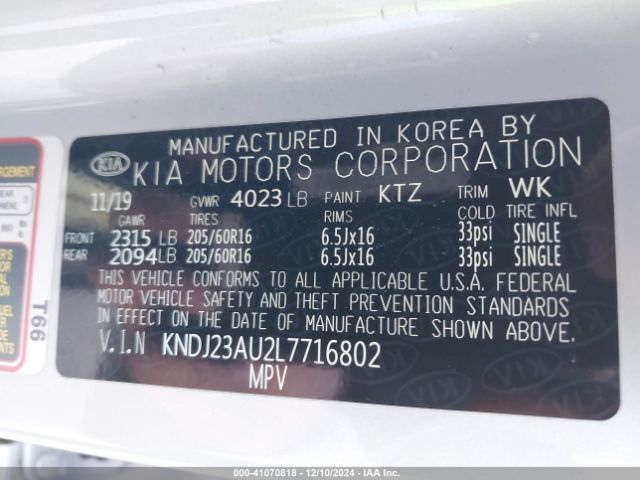 MANUFACTURED IN KOREA BY
KIA KIA MOTORS CORPORATION
11/19 GVWR 4023 LB PAINT KTZ TRIM WK
GAWR TIRES RIMS COLD TIRE INFL
FRONT 2315 LB 205/60R16 6.5Jx16 33psi SINGLE
REAR 2094 LB 205/60R16 6.5Jx16 33psi SINGLE
THIS VEHICLE CONFORMS TO ALL APPLICABLE U.S.A. FEDERAL
MOTOR VEHICLE SAFETY AND THEFT PREVENTION STANDARDS
IN EFFECT ON THE DATE OF MANUFACTURE SHOWN ABOVE.
V.I.N KNDJ23AU2L7716802
MPV
T66
000-41070818 - 12/10/2024 - IAA Inc.